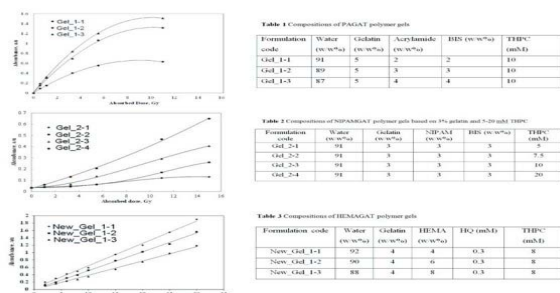 Gel_1-1
Gel_1-2
Gel_1-3
Absorbance, au
Absorbed Dose, Gy
Table 1 Compositions of PAGAT polymer gels
Formulation code Water (w/w%) Gelatin (w/w%) Acrylamide (w/w%) BIS (w/w%) THPC (mM)
Gel_1-1 91 5 2 2 10
Gel_1-2 89 5 3 3 10
Gel_1-3 87 5 4 4 10
Gel_2-1
Gel_2-2
Gel_2-3
Gel_2-4
Absorbance, au
Absorbed dose, Gy
Table 2 Compositions of NIPAMGAT polymer gels based on 3% gelatin and 5-20 mM THPC
Formulation code Water (w/w%) Gelatin (w/w%) NIPAM (w/w%) BIS (w/w%) THPC (mM)
Gel_2-1 91 3 3 3 5
Gel_2-2 91 3 3 3 7.5
Gel_2-3 91 3 3 3 10
Gel_2-4 91 3 3 3 20
New_Gel_1-1
New_Gel_1-2
New_Gel_1-3
Absorbance, au
Table 3 Compositions of HEMAGAT polymer gels
Formulation code Water (w/w%) Gelatin (w/w%) HEMA (w/w%) HQ (mM) THPC (mM)
New_Gel_1-1 92 4 4 0.3 8
New_Gel_1-2 90 4 6 0.3 8
New_Gel_1-3 88 4 8 0.3 8